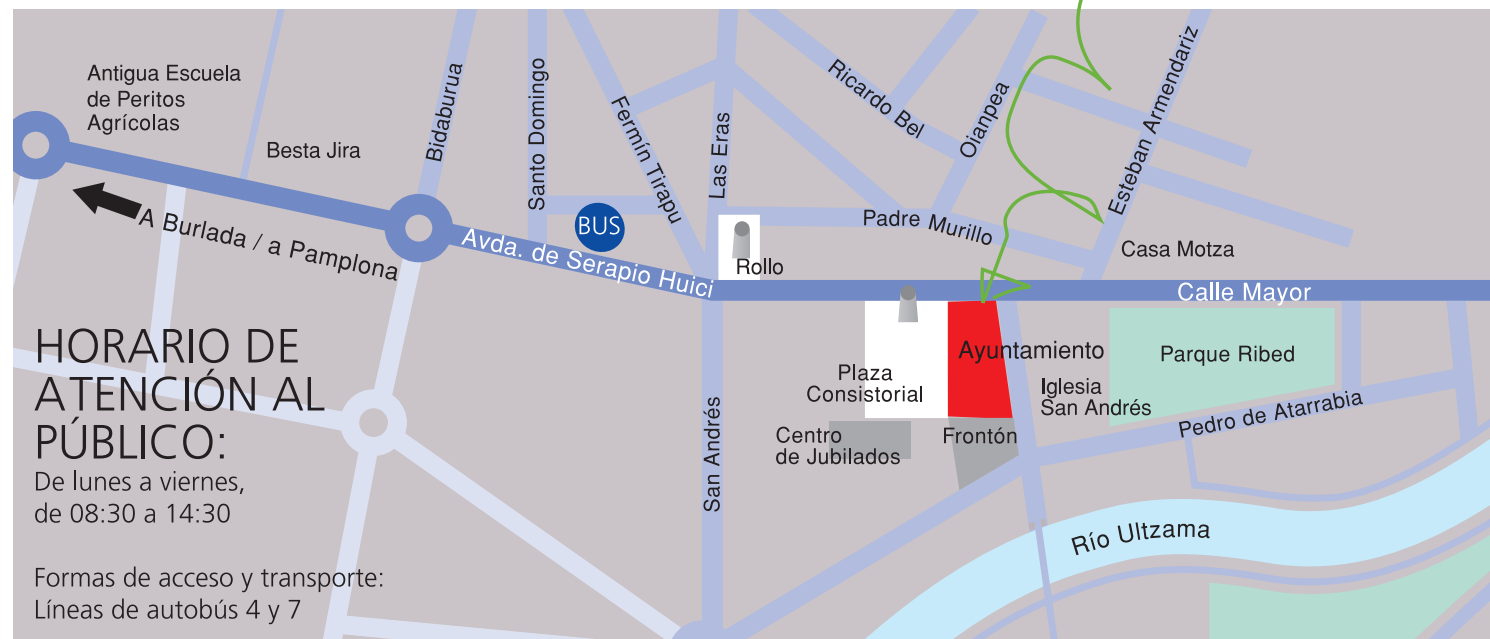 Antigua Escuela
de Peritos
Agrícolas
Besta Jira
Bidaburua
Santo Domingo
Fermín Tirapu
Las Eras
Ricardo Bel
Oianpea
Esteban Armendariz
A Burlada / a Pamplona
BUS
Avda. de Serapio Huici
Rollo
Padre Murillo
Casa Motza
Calle Mayor
HORARIO DE
ATENCIÓN AL
PÚBLICO:
De lunes a viernes,
de 08:30 a 14:30
Formas de acceso y transporte:
Líneas de autobús 4 y 7
San Andrés
Plaza
Consistorial
Ayuntamiento
Iglesia
San Andrés
Parque Ribed
Centro
de Jubilados
Frontón
Pedro de Atarrabia
Río Ultzama